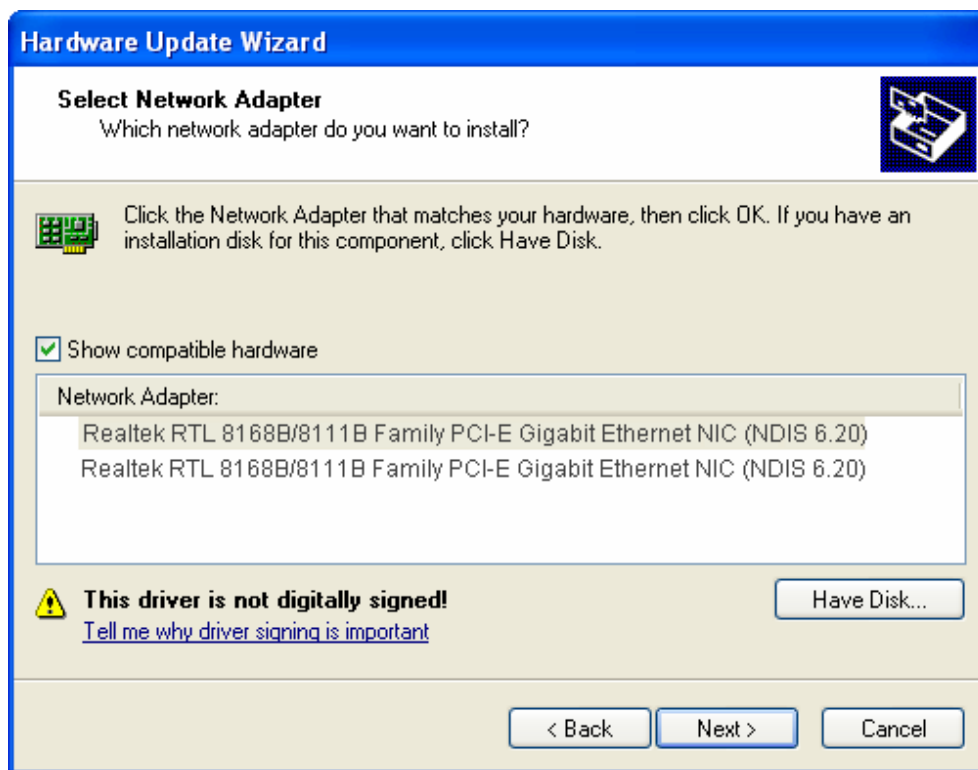 Hardware Update Wizard
Select Network Adapter
Which network adapter do you want to install?
Click the Network Adapter that matches your hardware, then click OK. If you have an
installation disk for this component, click Have Disk.
Show compatible hardware
Network Adapter:
Realtek RTL 8168B/8111B Family PCI-E Gigabit Ethernet NIC (NDIS 6.20)
Realtek RTL 8168B/8111B Family PCI-E Gigabit Ethernet NIC (NDIS 6.20)
This driver is not digitally signed!
Have Disk...
Tell me why driver signing is important
< Back Next > Cancel